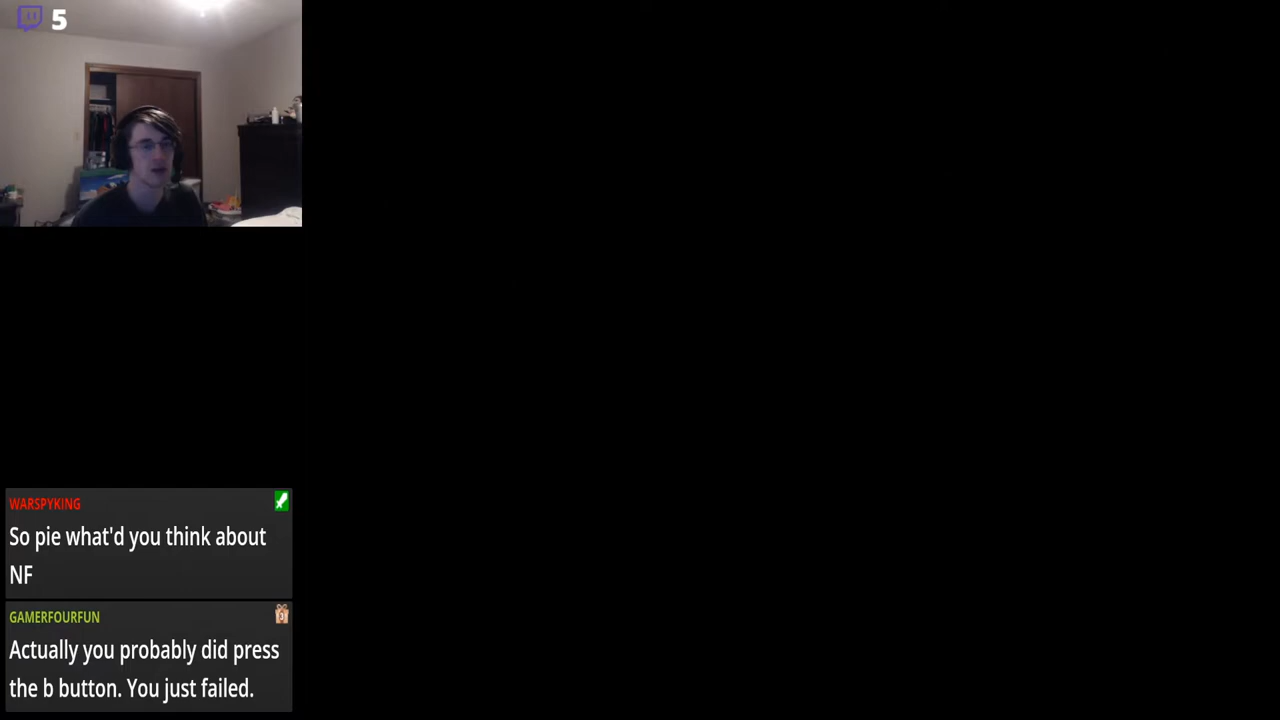 5
WARSPYKING
So pie what'd you think about
NF
GAMERFOURFUN
Actually you probably did press
the b button. You just failed.